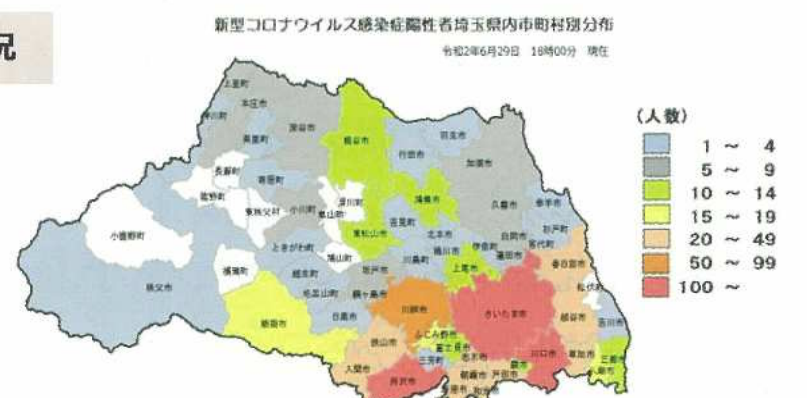 況
新型コロナウイルス感染症陽性者埼玉県内市町村別分布
令和2年6月29日 18時00分 現在
(人数)
1 ～ 4
5 ～ 9
10 ～ 14
15 ～ 19
20 ～ 49
50 ～ 99
100 ～
上里町
本庄市
神川町
美里町
深谷市
熊谷市
行田市
羽生市
加須市
長瀞町
皆野町
寄居町
東秩父村
小川町
嵐山町
滑川町
鴻巣市
久喜市
幸手市
小鹿野町
吉見町
東松山市
北本市
白岡市
杉戸町
宮代町
ときがわ町
鳩山町
川島町
桶川市
伊奈町
蓮田市
春日部市
横瀬町
越生町
坂戸市
上尾市
秩父市
毛呂山町
鶴ヶ島市
松伏町
日高市
川越市
さいたま市
越谷市
吉川市
飯能市
ふじみ野市
富士見市
狭山市
三芳町
志木市
川口市
草加市
三郷市
入間市
蕨市
八潮市
所沢市
朝霞市
戸田市
新座市
和光市